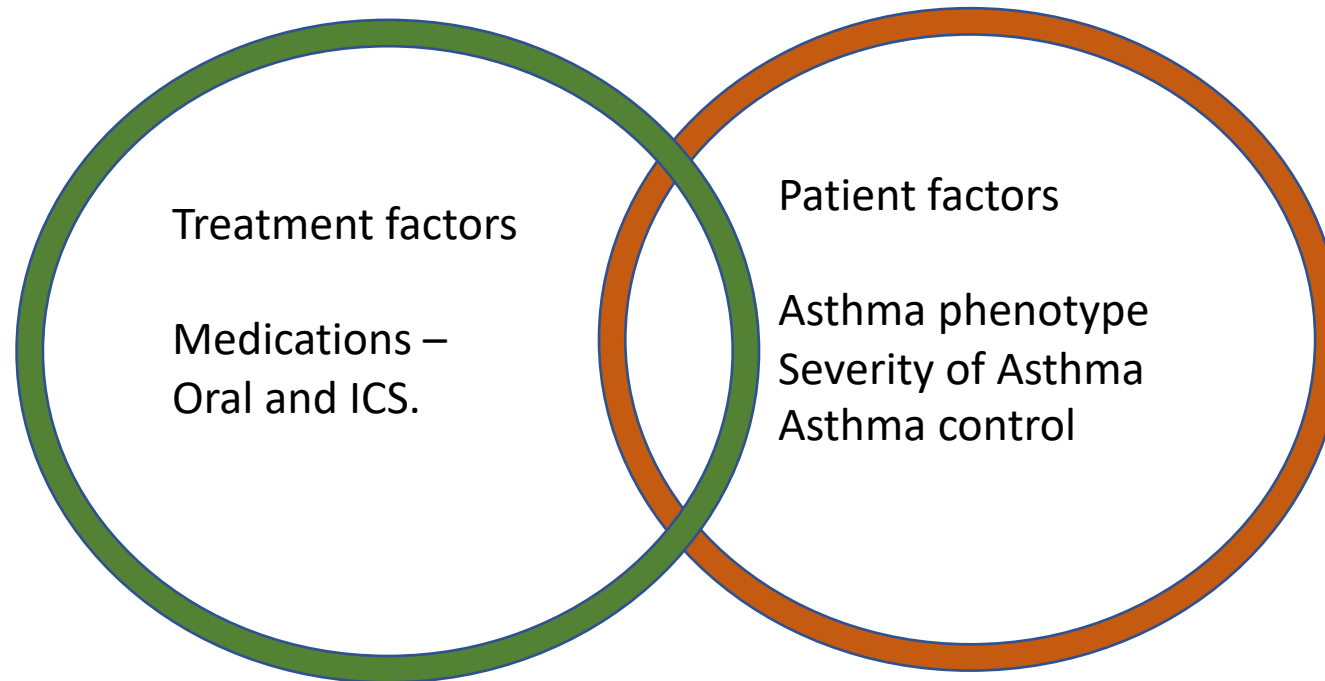 Treatment factors
Medications –
Oral and ICS.
Patient factors
Asthma phenotype
Severity of Asthma
Asthma control